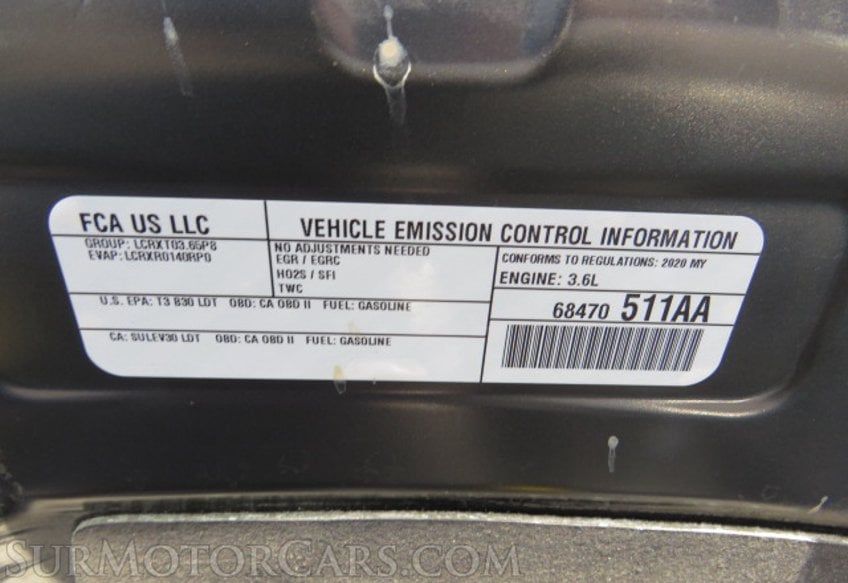 FCA US LLC
VEHICLE EMISSION CONTROL INFORMATION
GROUP: LCRXT03.65P8
EVAP: LCRXR0140RP0
NO ADJUSTMENTS NEEDED
EGR / EGRC
HO2S / SFI
TWC
CONFORMS TO REGULATIONS: 2020 MY
ENGINE: 3.6L
U.S. EPA: T3 B30 LDT OBD: CA OBD II FUEL: GASOLINE
68470 511AA
CA: SULEV30 LDT OBD: CA OBD II FUEL: GASOLINE
SurMotorCars.com